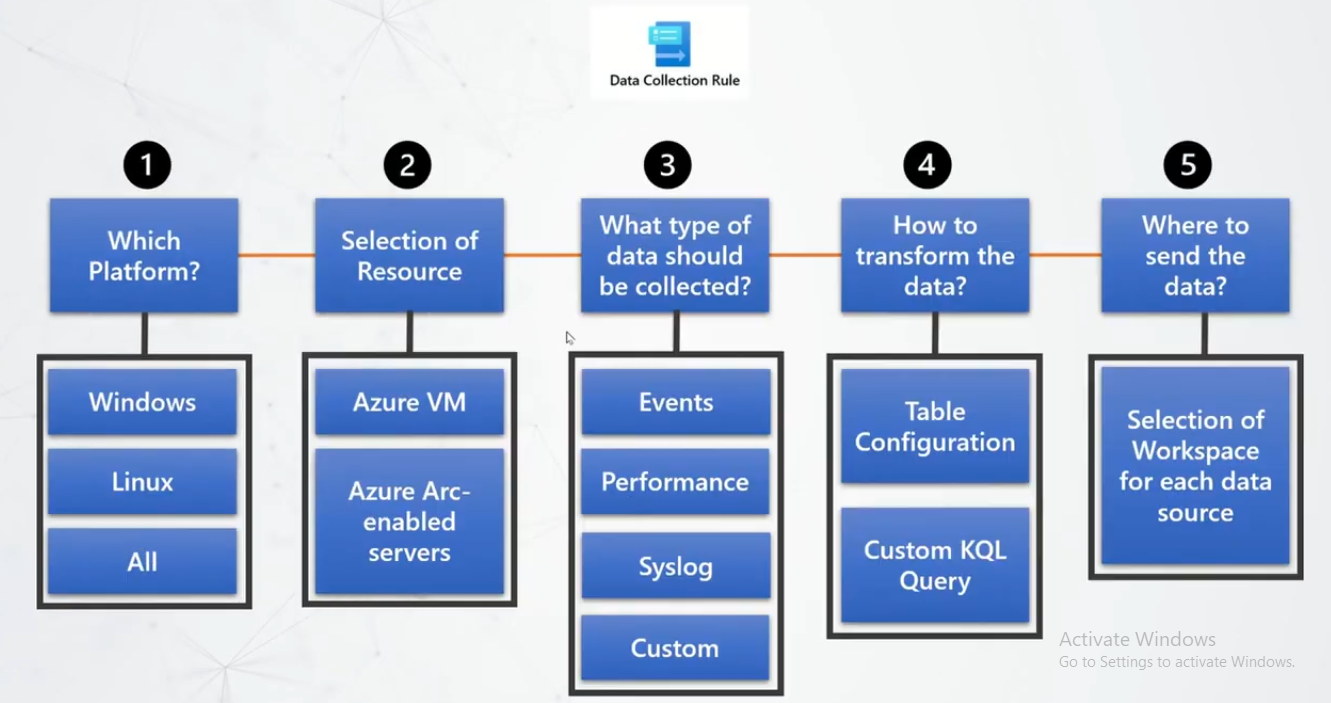 Data Collection Rule
1
2
3
4
5
Which
Platform?
Selection of
Resource
What type of
data should
be collected?
How to
transform the
data?
Where to
send the
data?
Windows
Linux
All
Azure VM
Azure Arc-
enabled
servers
Events
Performance
Syslog
Custom
Table
Configuration
Custom KQL
Query
Selection of
Workspace
for each data
source
Activate Windows
Go to Settings to activate Windows.